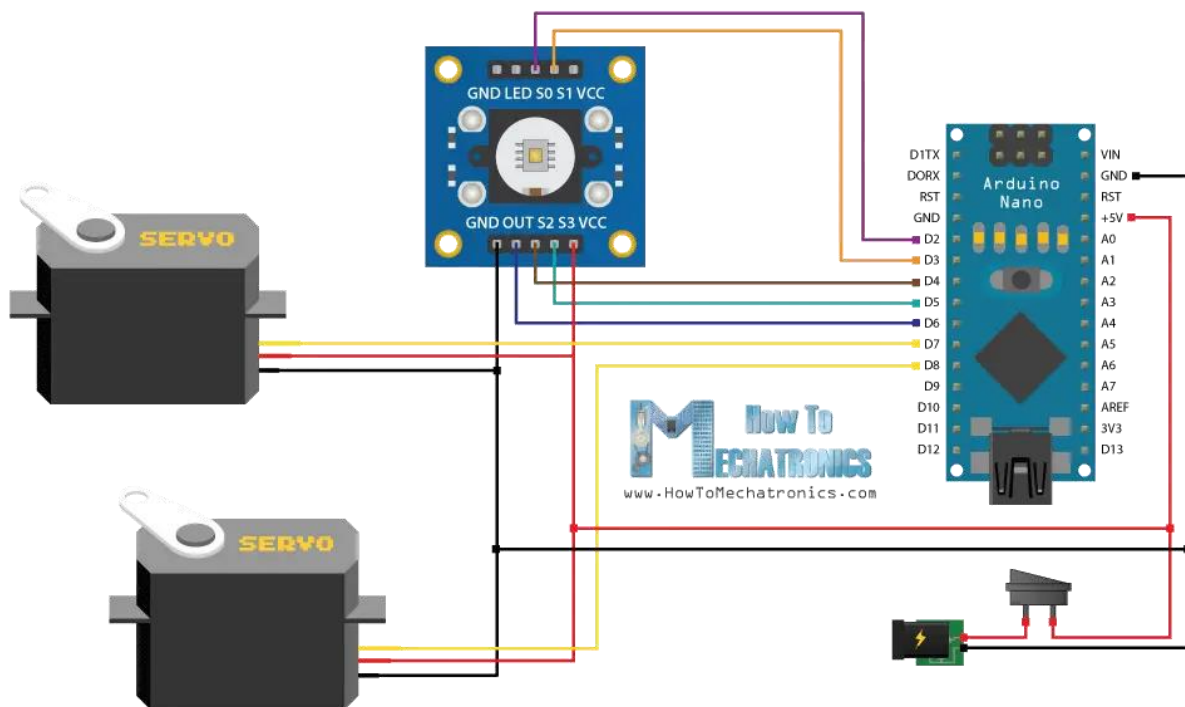 GND LED S0 S1 VCC
GND OUT S2 S3 VCC
SERVO
SERVO
Arduino
Nano
D1TX
D0RX
RST
GND
D2
D3
D4
D5
D6
D7
D8
D9
D10
D11
D12
VIN
GND
RST
+5V
A0
A1
A2
A3
A4
A5
A6
A7
AREF
3V3
D13
How To
MECHATRONICS
www.HowToMechatronics.com